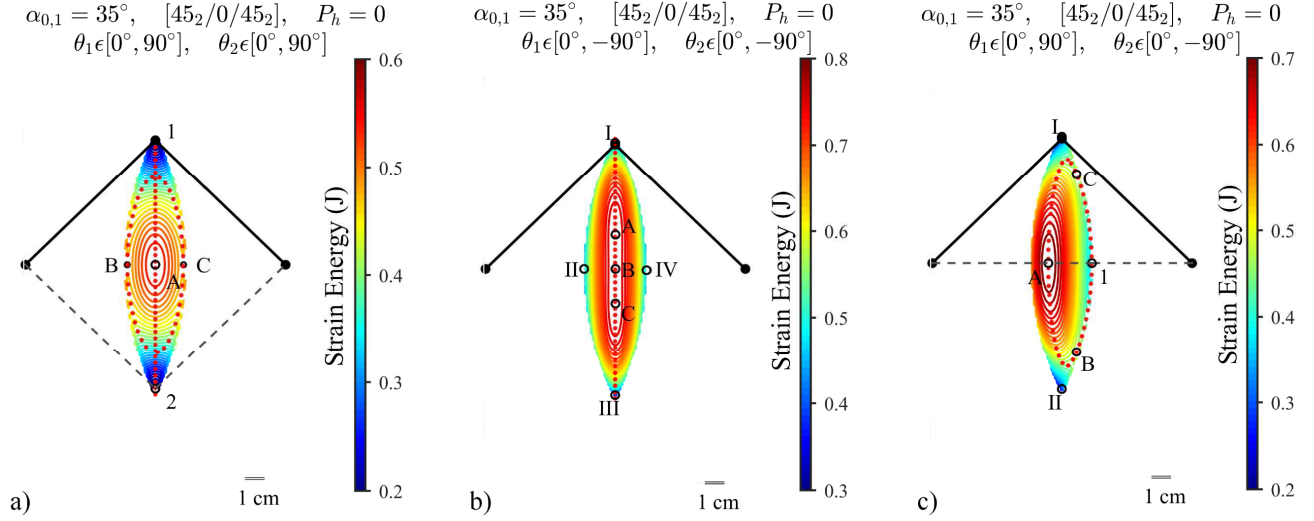 α₀,₁ = 35°, [45₂/0/45₂], Pₕ = 0
θ₁ϵ[0°, 90°], θ₂ϵ[0°, 90°]
1
B
C
A
2
0.6
0.5
0.4
0.3
0.2
Strain Energy (J)
1 cm
a)
α₀,₁ = 35°, [45₂/0/45₂], Pₕ = 0
θ₁ϵ[0°, −90°], θ₂ϵ[0°, −90°]
I
A
II
B
IV
C
III
0.8
0.7
0.6
0.5
0.4
0.3
Strain Energy (J)
1 cm
b)
α₀,₁ = 35°, [45₂/0/45₂], Pₕ = 0
θ₁ϵ[0°, 90°], θ₂ϵ[0°, −90°]
I
C
A
1
B
II
0.7
0.6
0.5
0.4
0.3
0.2
Strain Energy (J)
1 cm
c)